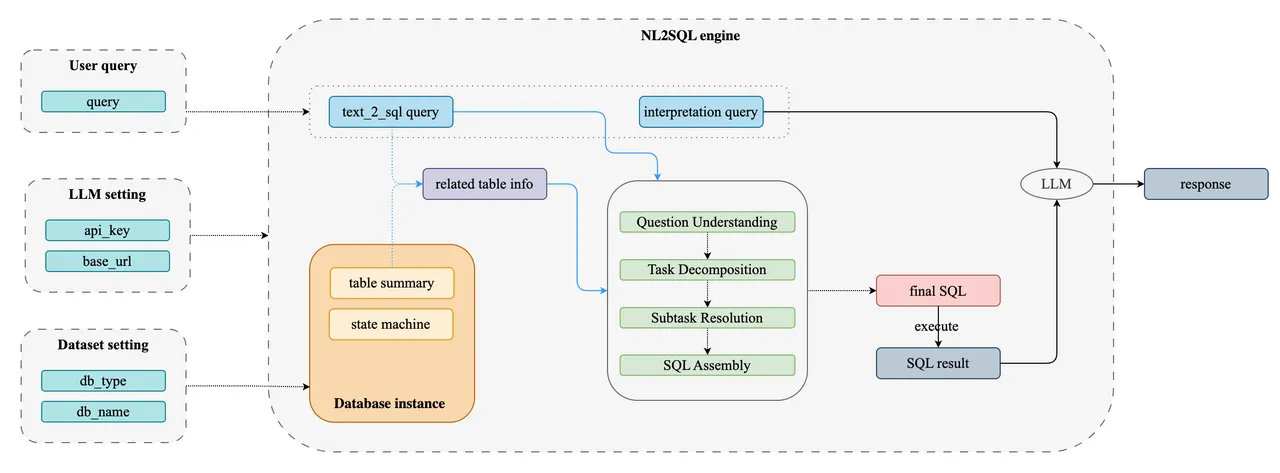 NL2SQL engine
User query
query
text_2_sql query
interpretation query
LLM setting
api_key
base_url
related table info
LLM
response
Question Understanding
Task Decomposition
Subtask Resolution
SQL Assembly
table summary
state machine
Database instance
final SQL
execute
SQL result
Dataset setting
db_type
db_name